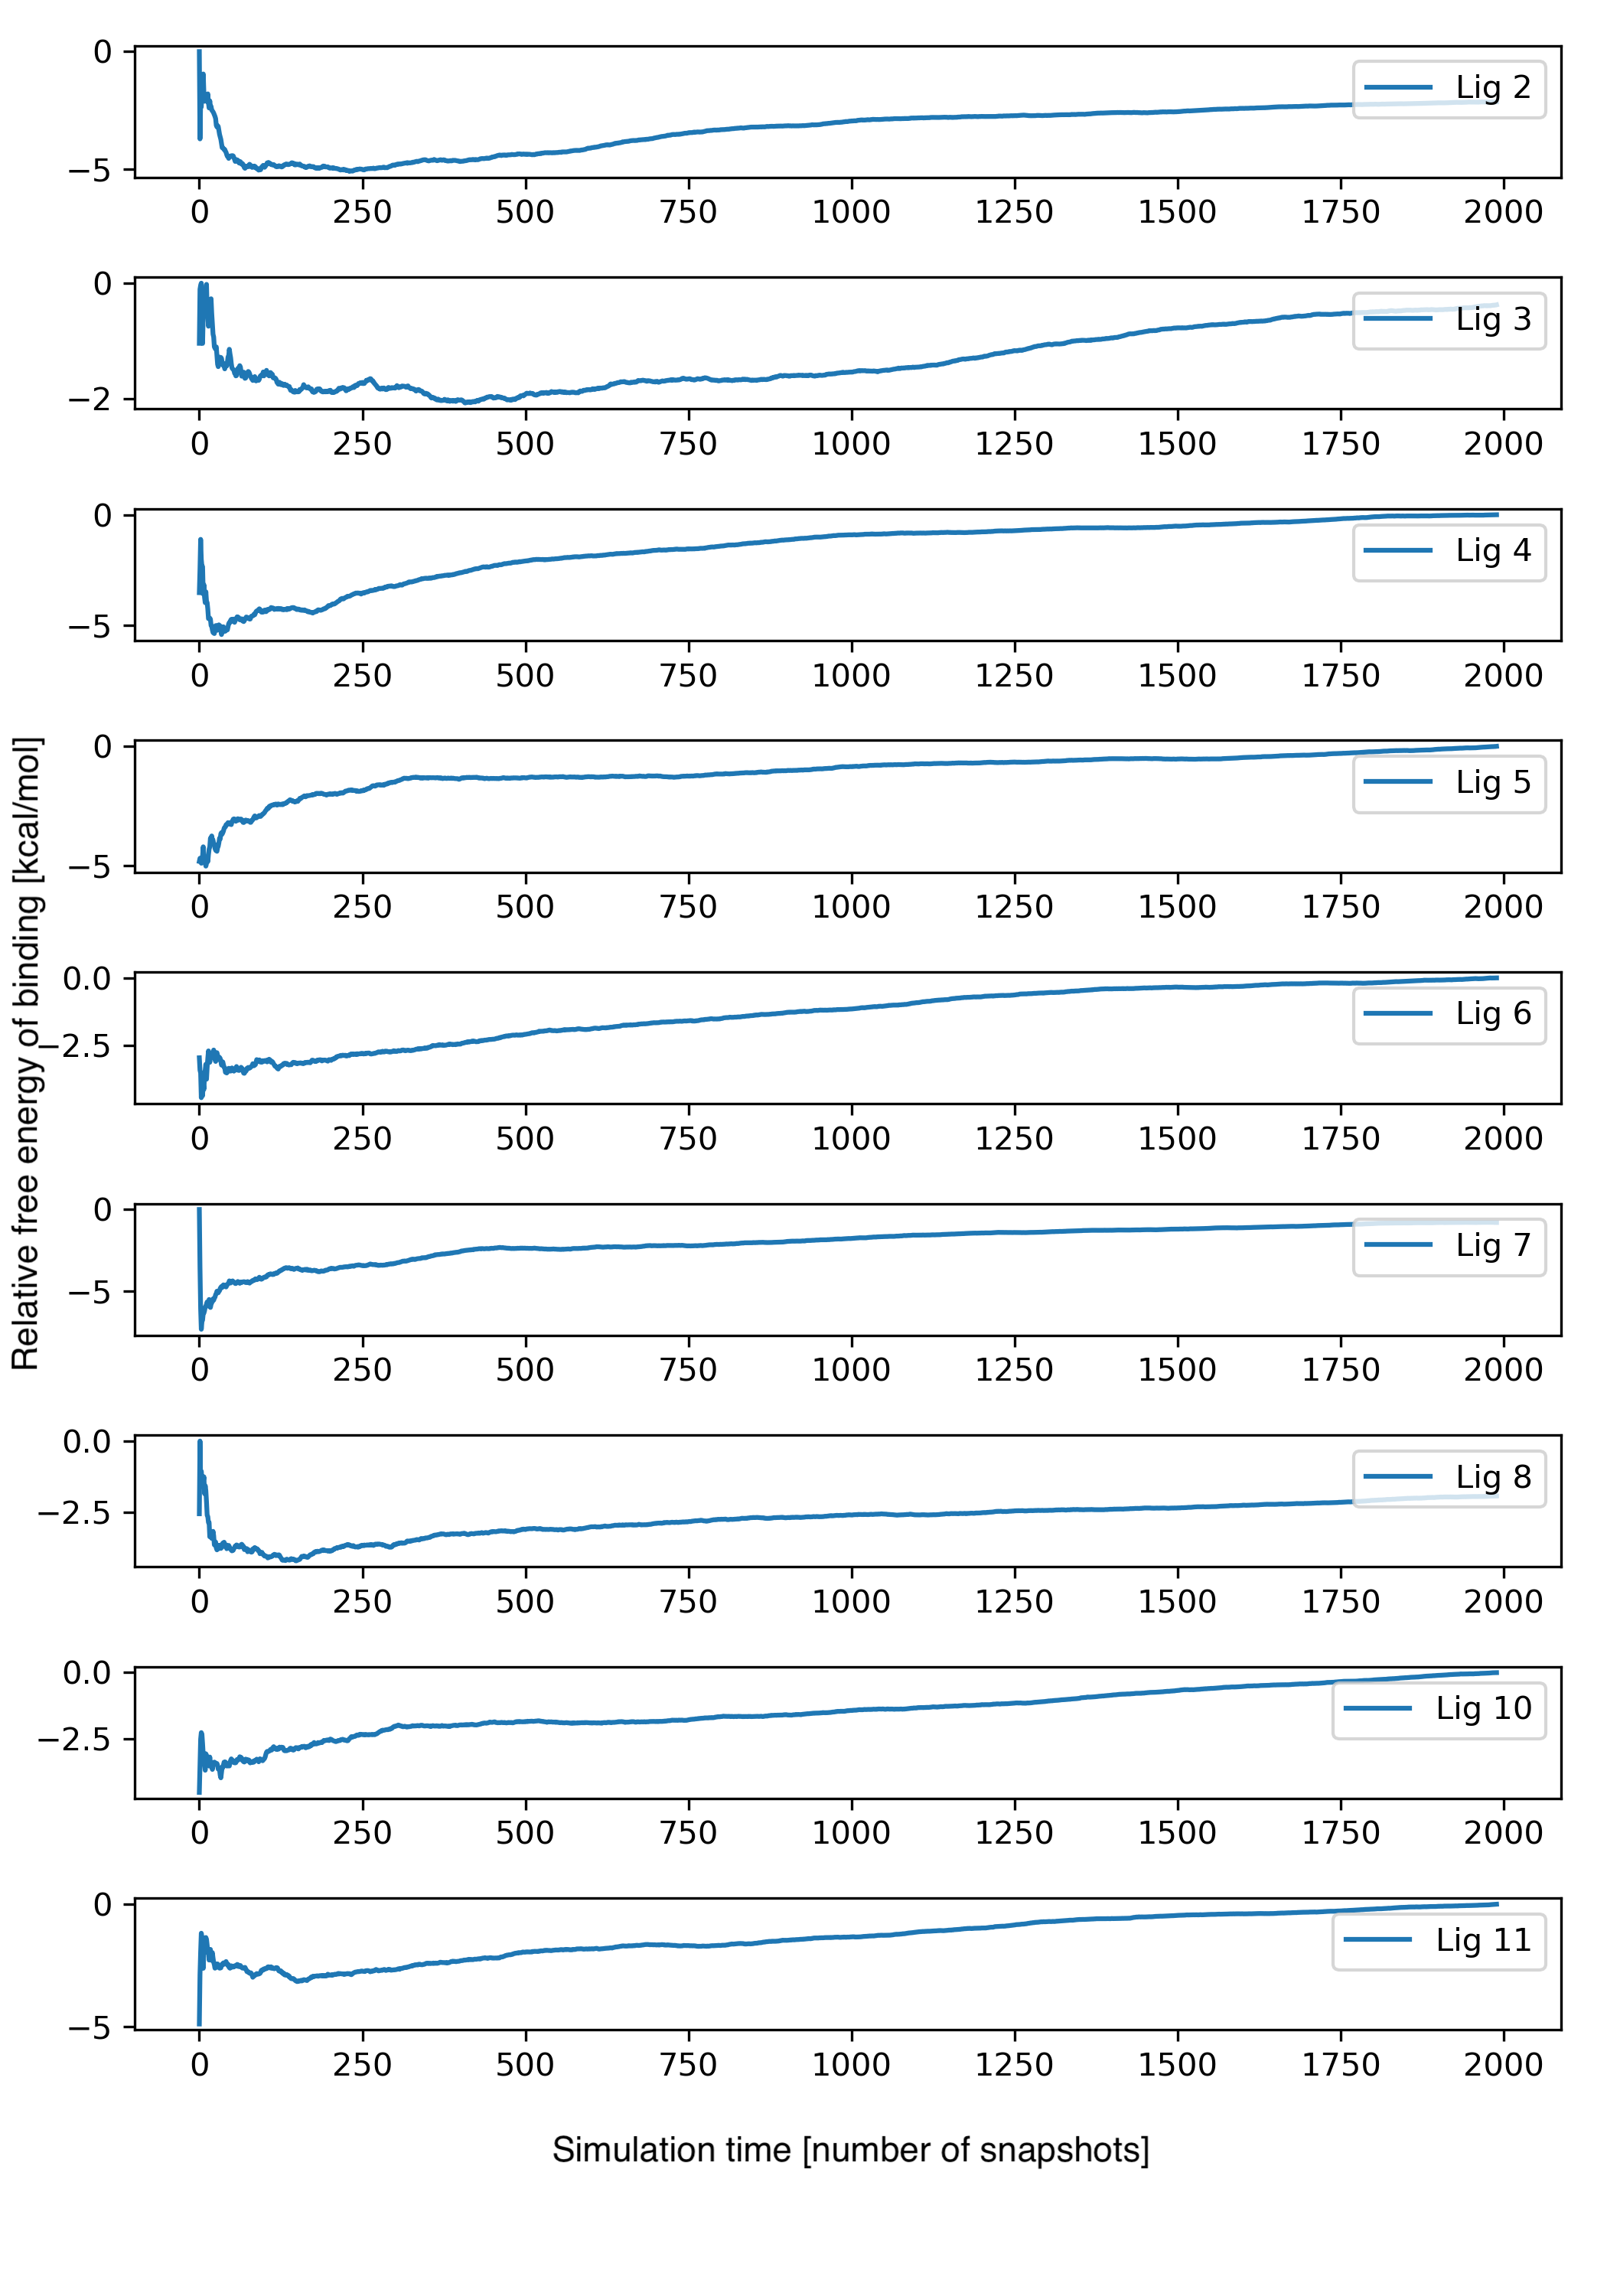 0
Lig 2
−5
0 250 500 750 1000 1250 1500 1750 2000
0
Lig 3
−2
0 250 500 750 1000 1250 1500 1750 2000
0
Lig 4
−5
0 250 500 750 1000 1250 1500 1750 2000
0
Lig 5
−5
0 250 500 750 1000 1250 1500 1750 2000
Relative free energy of binding [kcal/mol]
0.0
Lig 6
−2.5
0 250 500 750 1000 1250 1500 1750 2000
0
Lig 7
−5
0 250 500 750 1000 1250 1500 1750 2000
0.0
Lig 8
−2.5
0 250 500 750 1000 1250 1500 1750 2000
0.0
Lig 10
−2.5
0 250 500 750 1000 1250 1500 1750 2000
0
Lig 11
−5
0 250 500 750 1000 1250 1500 1750 2000
Simulation time [number of snapshots]